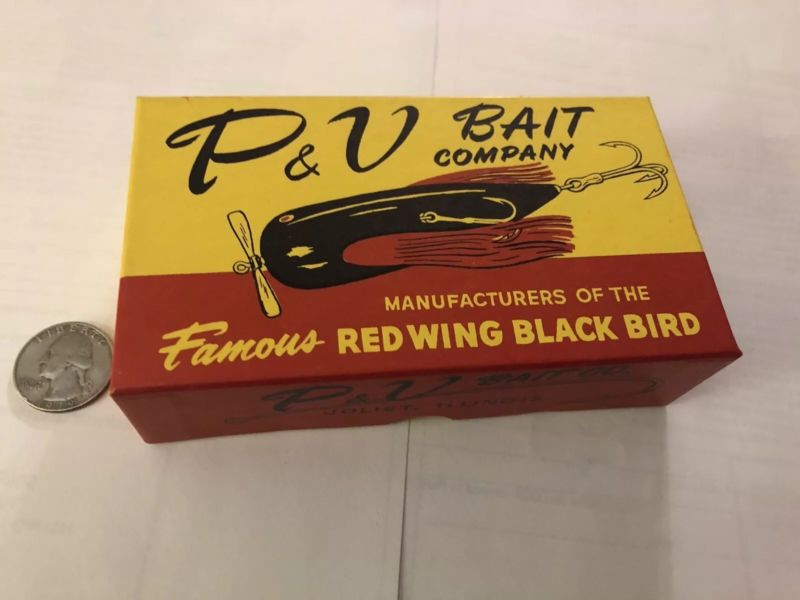 P & V BAIT
COMPANY
MANUFACTURERS OF THE
Famous RED WING BLACK BIRD
P & V BAIT CO.
JOLIET, ILLINOIS
LIBERTY